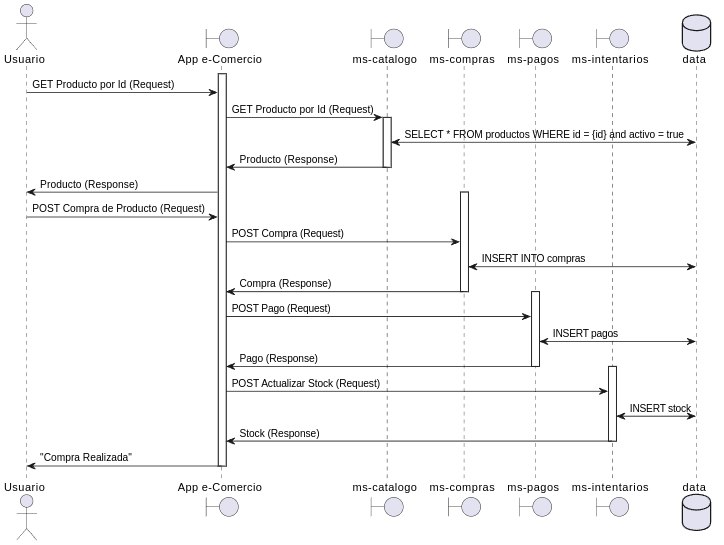 Usuario
App e-Comercio
ms-catalogo
ms-compras
ms-pagos
ms-intentarios
data
GET Producto por Id (Request)
GET Producto por Id (Request)
SELECT * FROM productos WHERE id = {id} and activo = true
Producto (Response)
Producto (Response)
POST Compra de Producto (Request)
POST Compra (Request)
INSERT INTO compras
Compra (Response)
POST Pago (Request)
INSERT pagos
Pago (Response)
POST Actualizar Stock (Request)
INSERT stock
Stock (Response)
"Compra Realizada"
Usuario
App e-Comercio
ms-catalogo
ms-compras
ms-pagos
ms-intentarios
data